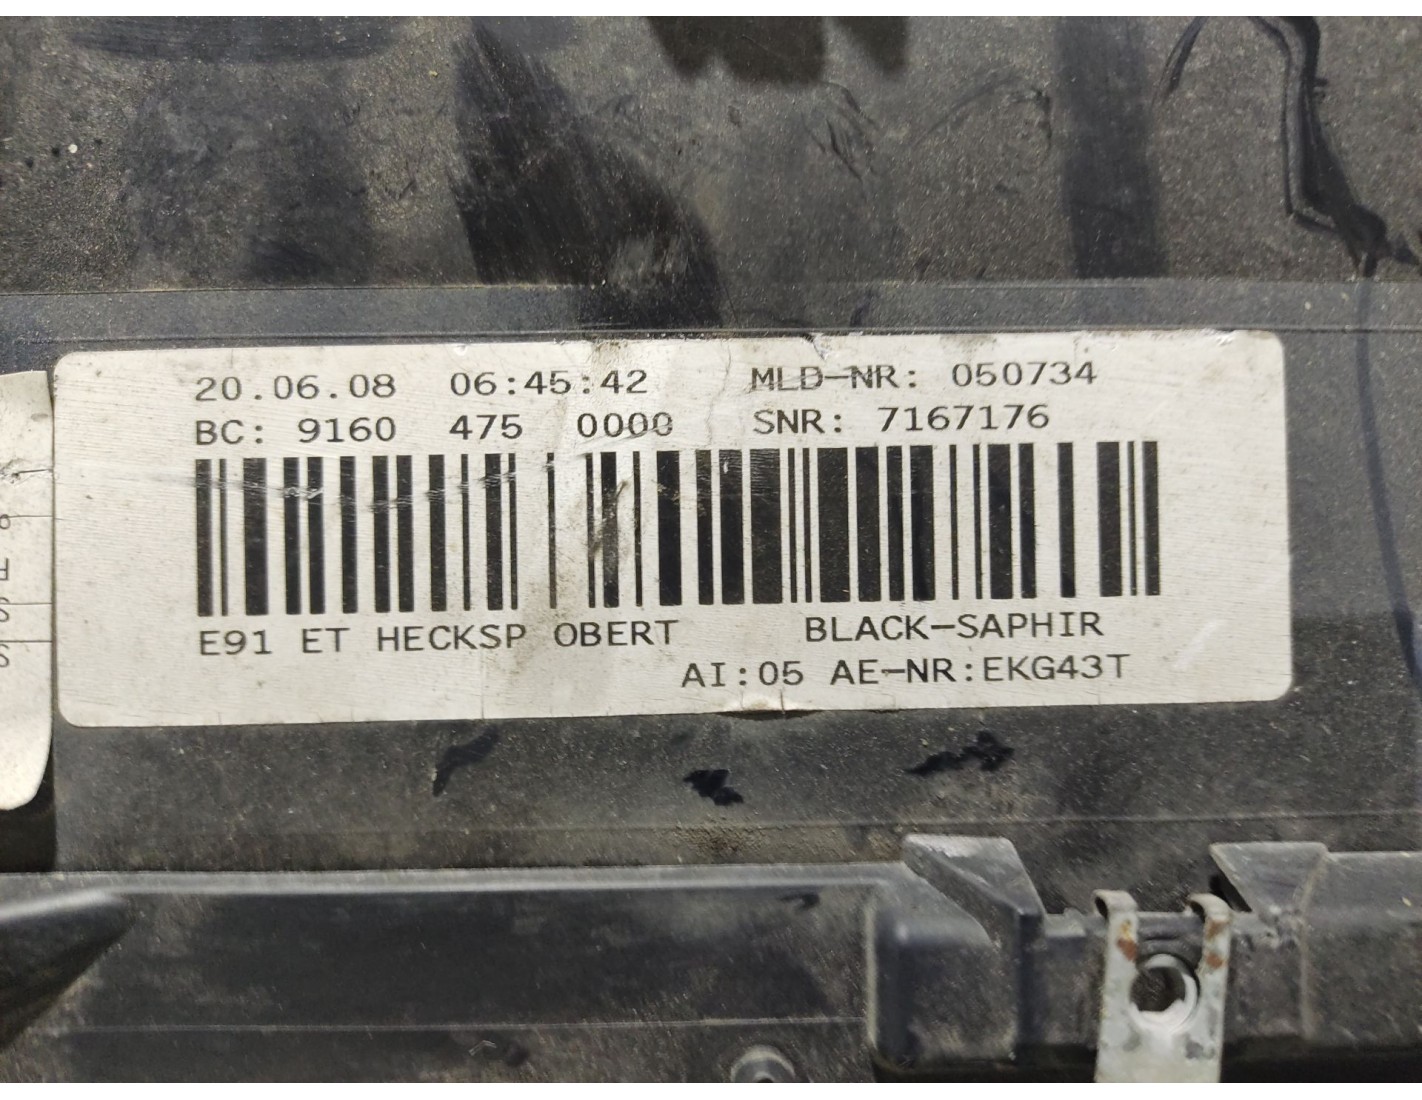 20.06.08 06:45:42 MLD-NR: 050734
BC: 9160 475 0000 SNR: 7167176
E91 ET HECKSP OBERT BLACK-SAPHIR
AI:05 AE-NR:EKG43T